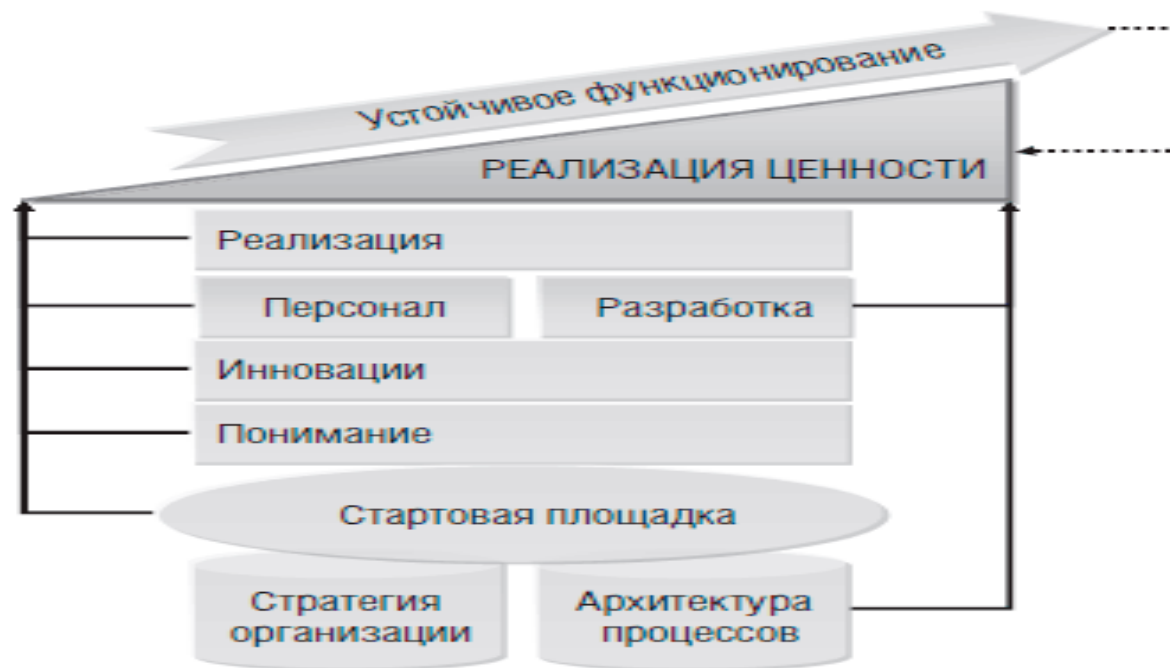 Устойчивое функционирование
РЕАЛИЗАЦИЯ ЦЕННОСТИ
Реализация
Персонал
Разработка
Инновации
Понимание
Стартовая площадка
Стратегия
организации
Архитектура
процессов